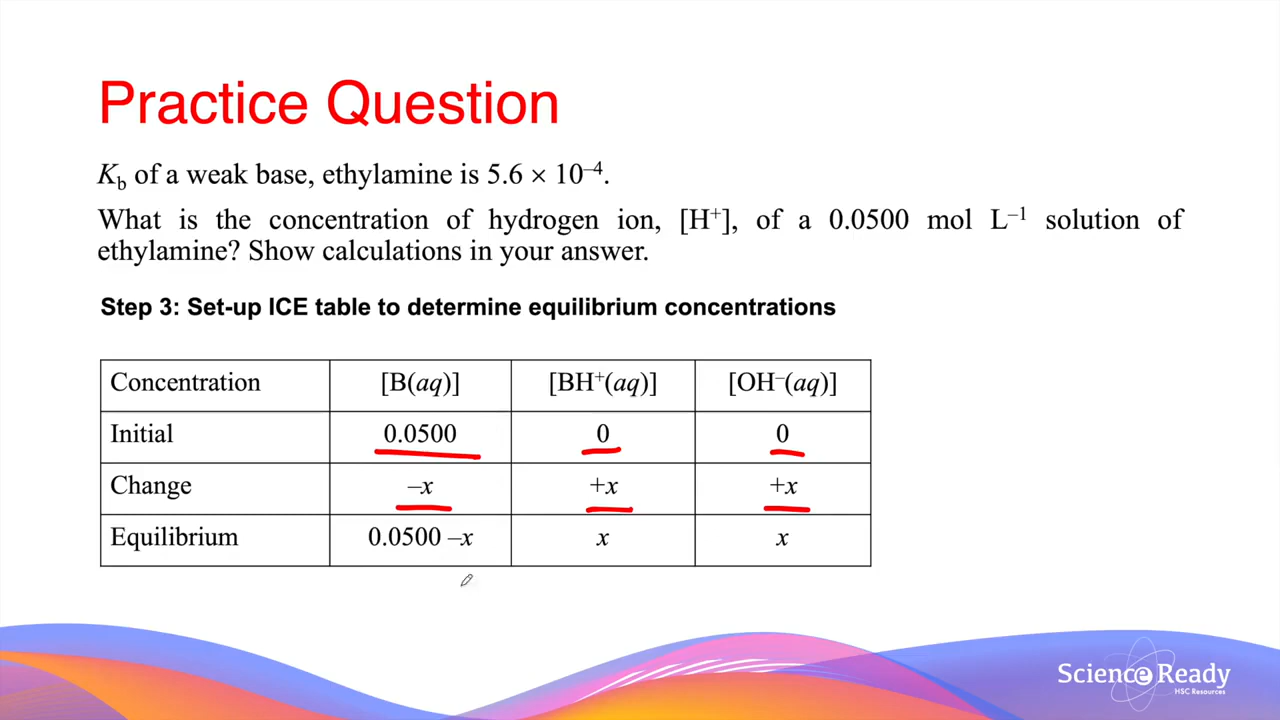 Practice Question
K_b of a weak base, ethylamine is 5.6 × 10⁻⁴.
What is the concentration of hydrogen ion, [H⁺], of a 0.0500 mol L⁻¹ solution of
ethylamine? Show calculations in your answer.
Step 3: Set-up ICE table to determine equilibrium concentrations
Concentration [B(aq)] [BH⁺(aq)] [OH⁻(aq)]
Initial 0.0500 0 0
Change –x +x +x
Equilibrium 0.0500 –x x x
Science Ready
HSC Resources